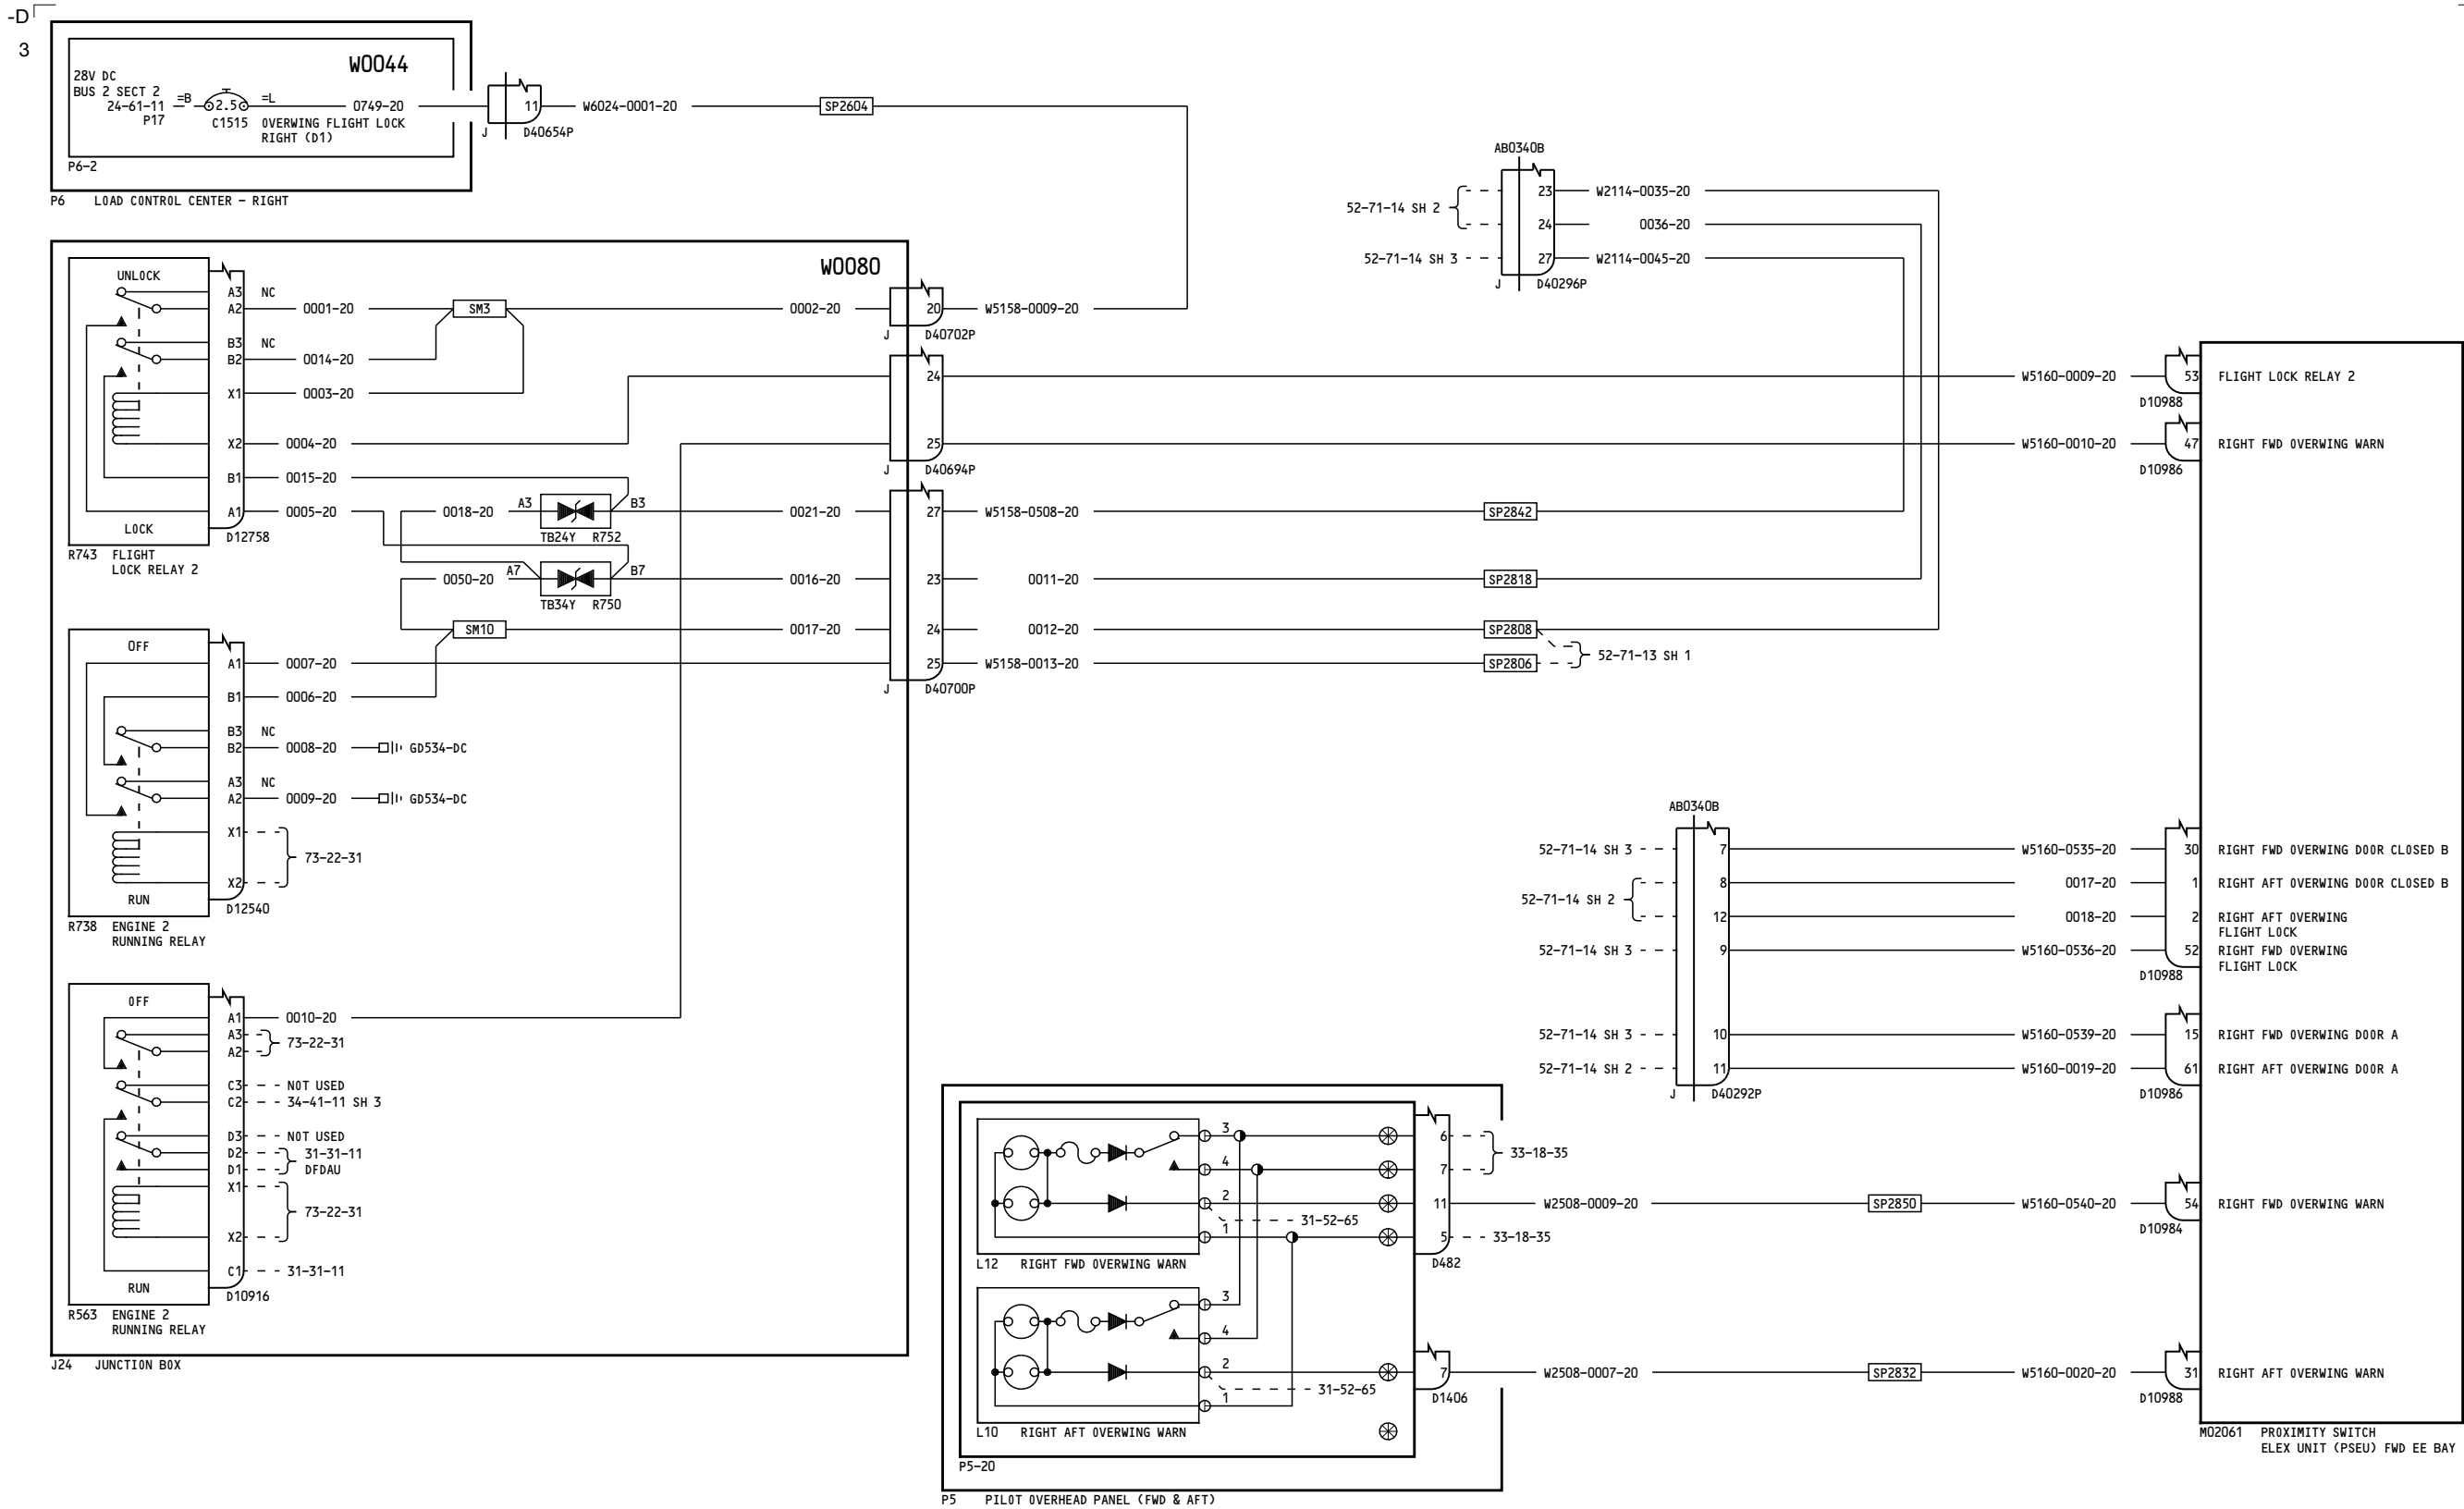 -D
3
W0044
28V DC
BUS 2 SECT 2
24-61-11
P17
=B
2.5
=L
C1515
OVERWING FLIGHT LOCK
RIGHT (D1)
0749-20
P6-2
P6 LOAD CONTROL CENTER - RIGHT
11
J
D40654P
W6024-0001-20
SP2604
AB0340B
52-71-14 SH 2
23
W2114-0035-20
24
0036-20
52-71-14 SH 3
27
W2114-0045-20
J
D40296P
W0080
UNLOCK
A3
NC
A2
0001-20
SM3
0002-20
20
W5158-0009-20
J
D40702P
B3
NC
B2
0014-20
X1
0003-20
24
W5160-0009-20
53
FLIGHT LOCK RELAY 2
D10988
X2
0004-20
25
W5160-0010-20
47
RIGHT FWD OVERWING WARN
D10986
J
D40694P
B1
0015-20
A1
0005-20
LOCK
D12758
R743 FLIGHT
LOCK RELAY 2
0018-20
A3
B3
TB24Y R752
0021-20
27
W5158-0508-20
SP2842
0050-20
A7
B7
TB34Y R750
0016-20
23
0011-20
SP2818
SM10
0017-20
24
0012-20
SP2808
52-71-13 SH 1
OFF
A1
0007-20
25
W5158-0013-20
SP2806
J
D40700P
B1
0006-20
B3
NC
B2
0008-20
GD534-DC
A3
NC
A2
0009-20
GD534-DC
X1
73-22-31
X2
RUN
D12540
R738 ENGINE 2
RUNNING RELAY
OFF
A1
0010-20
A3
A2
73-22-31
C3
NOT USED
C2
34-41-11 SH 3
D3
NOT USED
D2
31-31-11
D1
DFDAU
X1
73-22-31
X2
C1
31-31-11
RUN
D10916
R563 ENGINE 2
RUNNING RELAY
J24 JUNCTION BOX
AB0340B
52-71-14 SH 3
7
W5160-0535-20
30
RIGHT FWD OVERWING DOOR CLOSED B
52-71-14 SH 2
8
0017-20
1
RIGHT AFT OVERWING DOOR CLOSED B
12
0018-20
2
RIGHT AFT OVERWING
FLIGHT LOCK
52-71-14 SH 3
9
W5160-0536-20
52
RIGHT FWD OVERWING
FLIGHT LOCK
D10988
52-71-14 SH 3
10
W5160-0539-20
15
RIGHT FWD OVERWING DOOR A
52-71-14 SH 2
11
W5160-0019-20
61
RIGHT AFT OVERWING DOOR A
J
D40292P
D10986
3
6
33-18-35
4
7
2
11
W2508-0009-20
SP2850
W5160-0540-20
54
RIGHT FWD OVERWING WARN
31-52-65
1
5
33-18-35
D10984
L12 RIGHT FWD OVERWING WARN
D482
3
4
2
7
W2508-0007-20
SP2832
W5160-0020-20
31
RIGHT AFT OVERWING WARN
31-52-65
1
D1406
D10988
L10 RIGHT AFT OVERWING WARN
P5-20
P5 PILOT OVERHEAD PANEL (FWD & AFT)
M02061 PROXIMITY SWITCH
ELEX UNIT (PSEU) FWD EE BAY